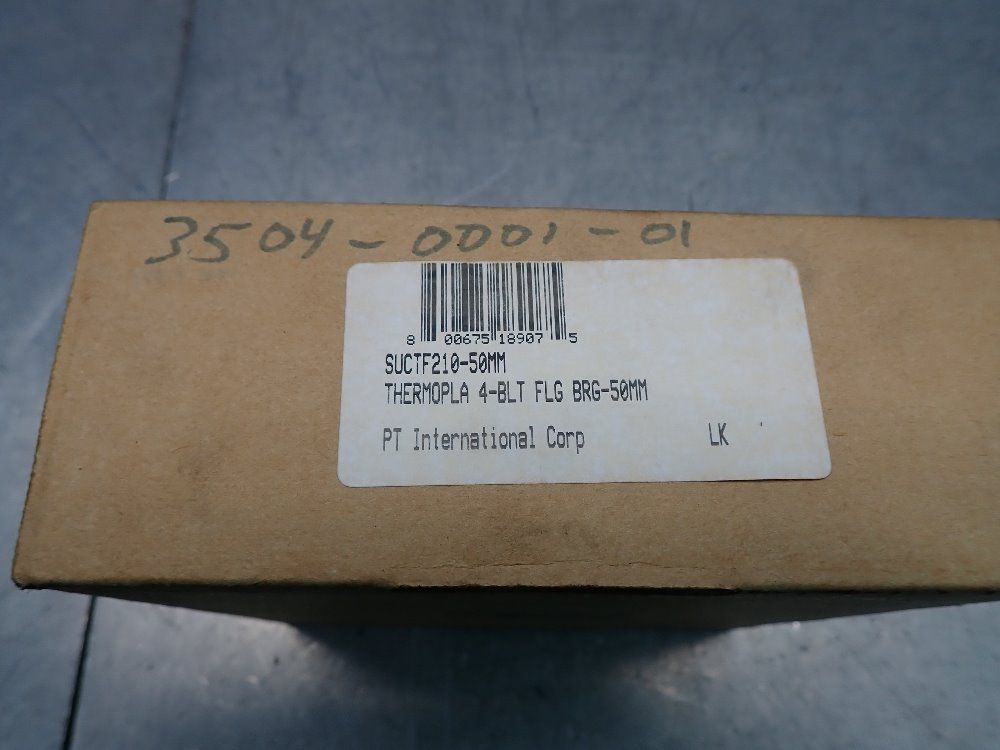 3504-0001-01
8 00675 18907 5
SUCTF210-50MM
THERMOPLA 4-BLT FLG BRG-50MM
PT International Corp LK